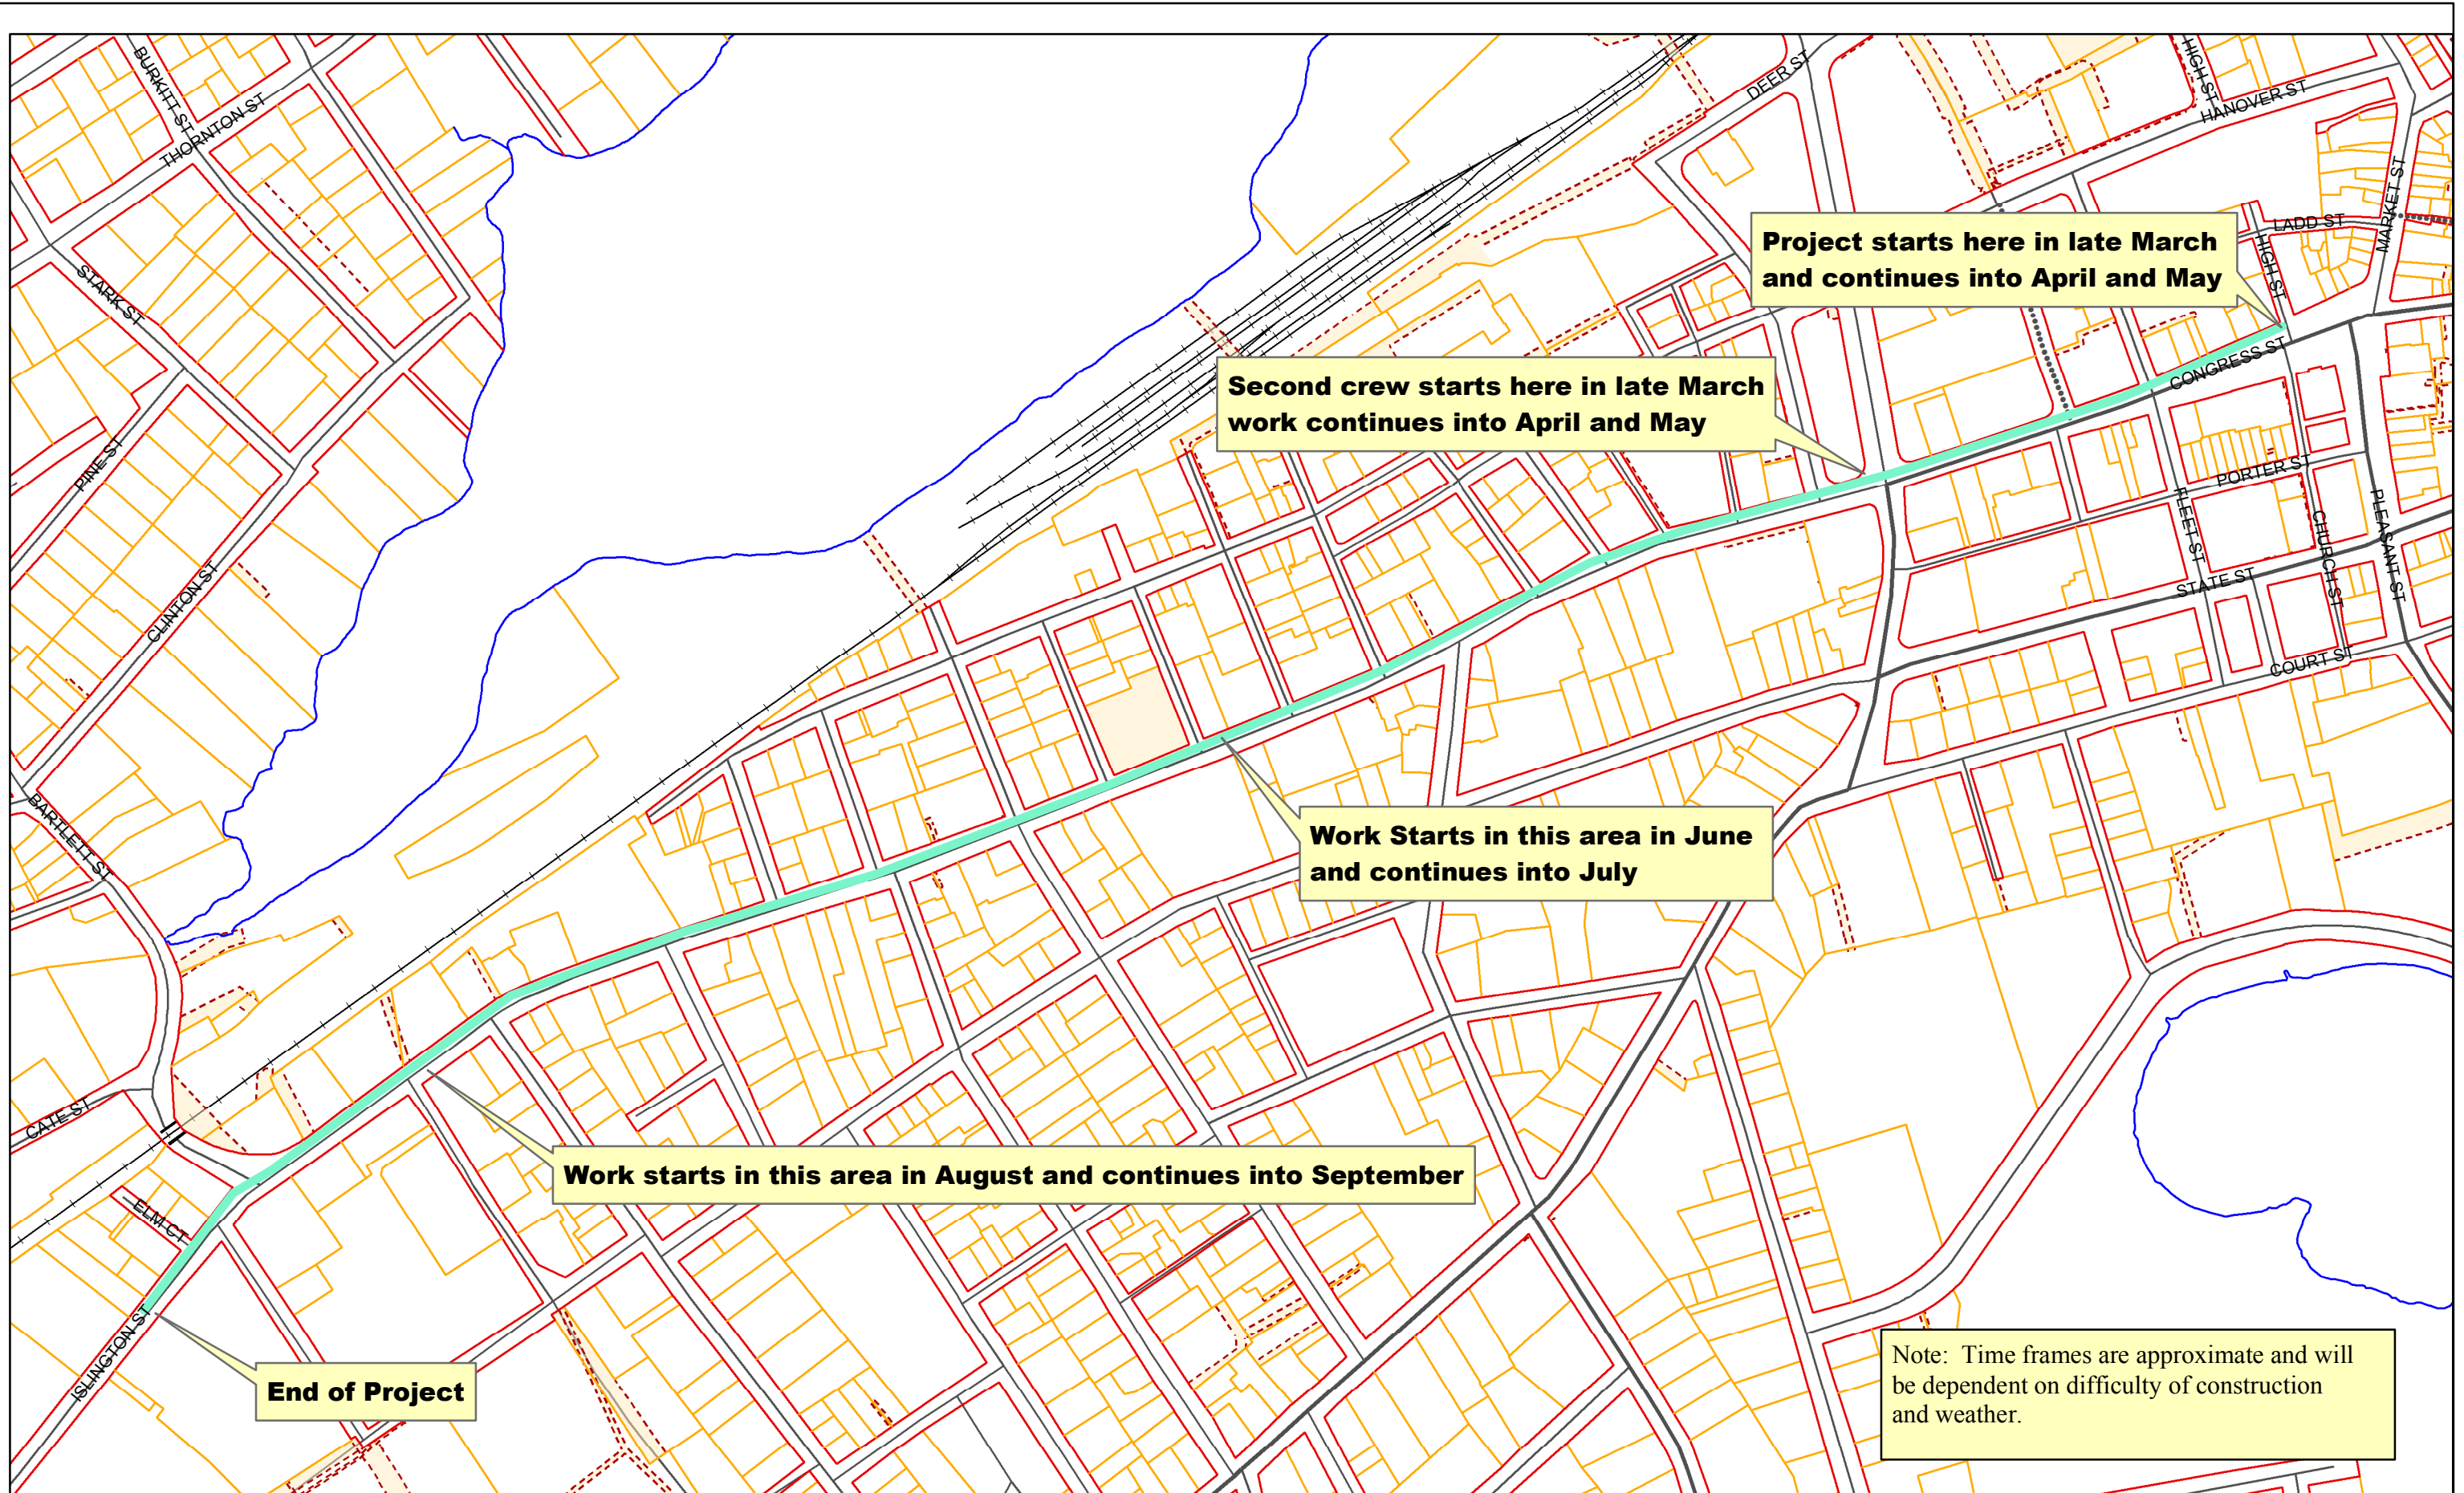 BURKITT ST
THORNTON ST
DEER ST
HIGH ST
HANOVER ST
MARKET ST
LADD ST
HIGH ST
Project starts here in late March
and continues into April and May
STARK ST
CONGRESS ST
Second crew starts here in late March
work continues into April and May
PINE ST
PORTER ST
FLEET ST
CHURCH ST
PLEASANT ST
STATE ST
CLINTON ST
COURT ST
BARTLETT ST
Work Starts in this area in June
and continues into July
CATE ST
Work starts in this area in August and continues into September
ELM CT
ISLINGTON ST
End of Project
Note: Time frames are approximate and will
be dependent on difficulty of construction
and weather.